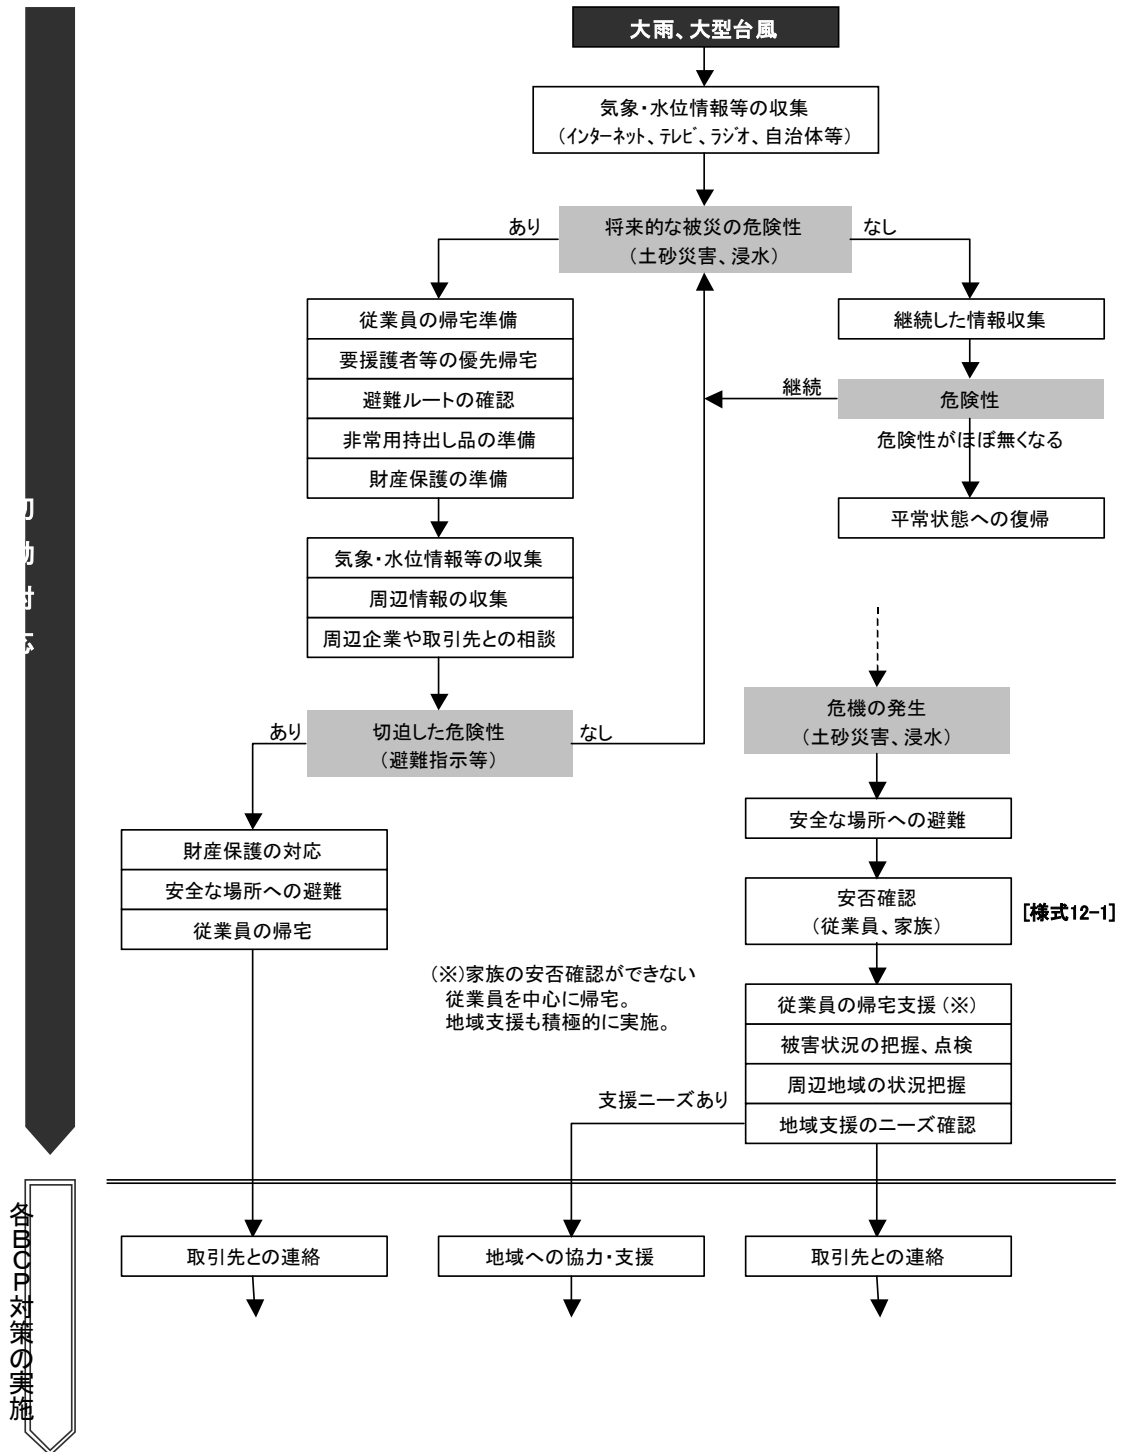 大雨、大型台風
気象・水位情報等の収集
（インターネット、テレビ、ラジオ、自治体等）
将来的な被災の危険性
（土砂災害、浸水）
あり
なし
従業員の帰宅準備
要援護者等の優先帰宅
避難ルートの確認
非常用持出し品の準備
財産保護の準備
継続した情報収集
継続
危険性
危険性がほぼ無くなる
平常状態への復帰
気象・水位情報等の収集
周辺情報の収集
周辺企業や取引先との相談
切迫した危険性
（避難指示等）
あり
なし
財産保護の対応
安全な場所への避難
従業員の帰宅
危機の発生
（土砂災害、浸水）
安全な場所への避難
安否確認
（従業員、家族）
[様式12-1]
（※）家族の安否確認ができない
従業員を中心に帰宅。
地域支援も積極的に実施。
従業員の帰宅支援（※）
被害状況の把握、点検
周辺地域の状況把握
地域支援のニーズ確認
支援ニーズあり
取引先との連絡
地域への協力・支援
取引先との連絡
各BCP対策の実施